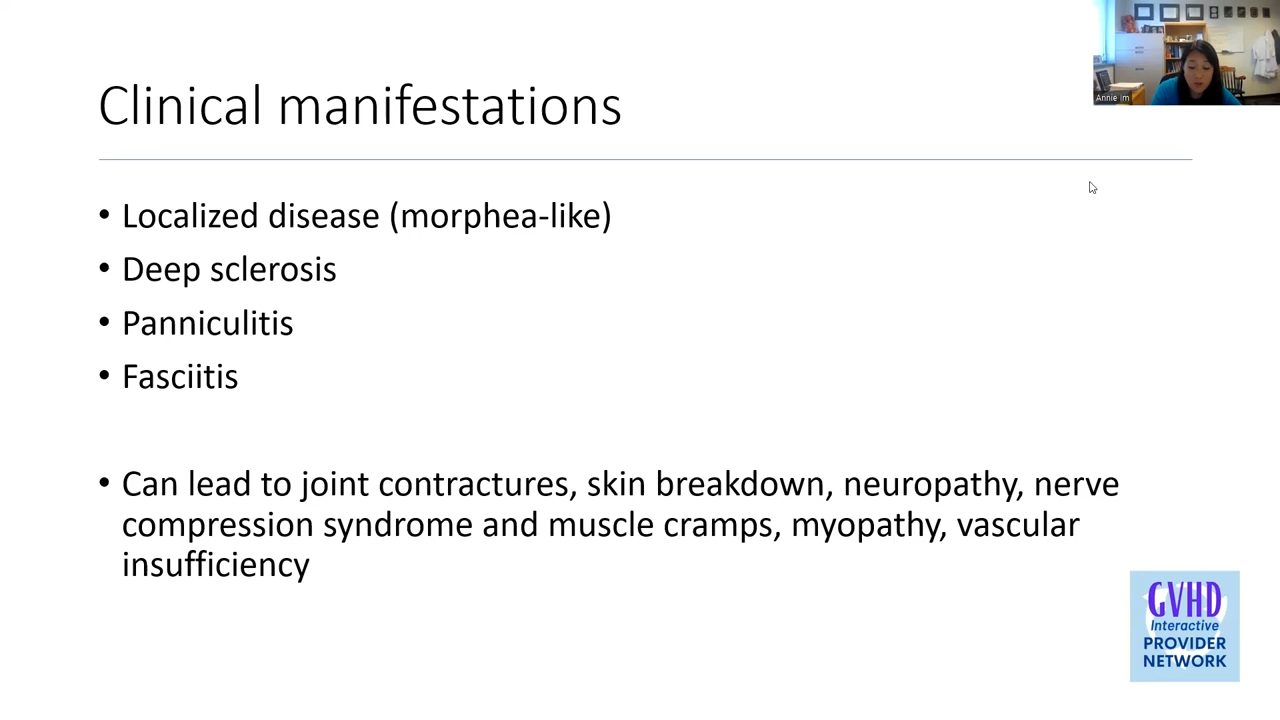 Annie Im
Clinical manifestations
• Localized disease (morphea-like)
• Deep sclerosis
• Panniculitis
• Fasciitis
• Can lead to joint contractures, skin breakdown, neuropathy, nerve
compression syndrome and muscle cramps, myopathy, vascular
insufficiency
GVHD
Interactive
PROVIDER
NETWORK